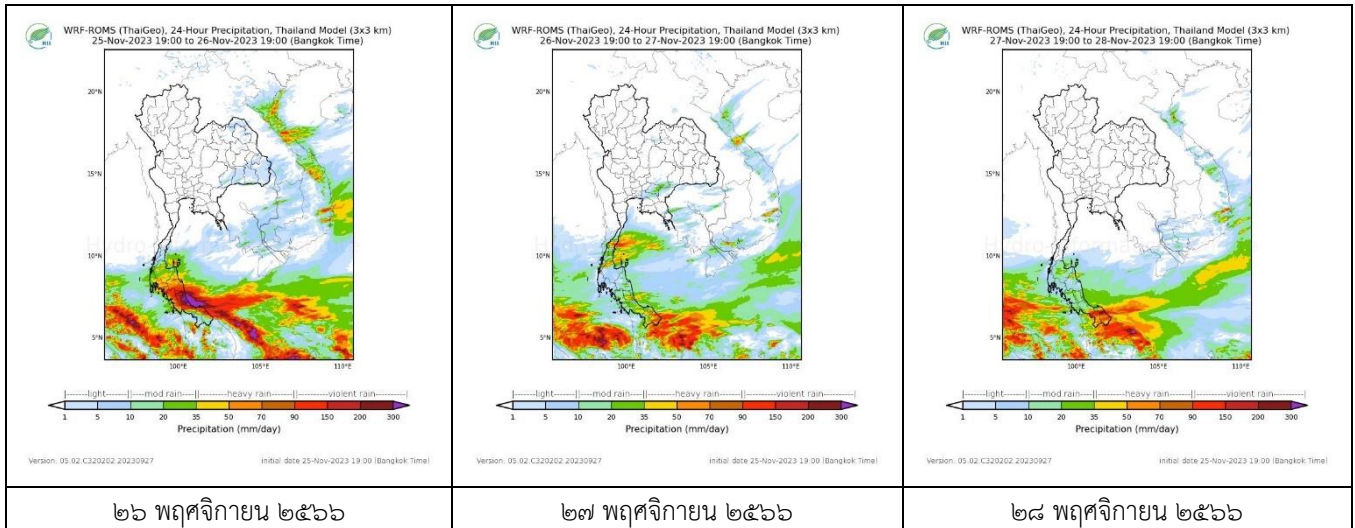 WRF-ROMS (ThaiGeo), 24-Hour Precipitation, Thailand Model (3x3 km)
25-Nov-2023 19:00 to 26-Nov-2023 19:00 (Bangkok Time)
20°N
15°N
10°N
5°N
100°E 105°E 110°E
light mod.rain heavy rain violent rain
1 5 10 20 35 50 70 90 150 200 300
Precipitation (mm/day)
Version: 05.02.C320202.20230927 initial date 25-Nov-2023 19:00 (Bangkok Time)
๒๖ พฤศจิกายน ๒๕๖๖
WRF-ROMS (ThaiGeo), 24-Hour Precipitation, Thailand Model (3x3 km)
26-Nov-2023 19:00 to 27-Nov-2023 19:00 (Bangkok Time)
20°N
15°N
10°N
5°N
100°E 105°E 110°E
light mod.rain heavy rain violent rain
1 5 10 20 35 50 70 90 150 200 300
Precipitation (mm/day)
Version: 05.02.C320202.20230927 initial date 25-Nov-2023 19:00 (Bangkok Time)
๒๗ พฤศจิกายน ๒๕๖๖
WRF-ROMS (ThaiGeo), 24-Hour Precipitation, Thailand Model (3x3 km)
27-Nov-2023 19:00 to 28-Nov-2023 19:00 (Bangkok Time)
20°N
15°N
10°N
5°N
100°E 105°E 110°E
light mod.rain heavy rain violent rain
1 5 10 20 35 50 70 90 150 200 300
Precipitation (mm/day)
Version: 05.02.C320202.20230927 initial date 25-Nov-2023 19:00 (Bangkok Time)
๒๘ พฤศจิกายน ๒๕๖๖